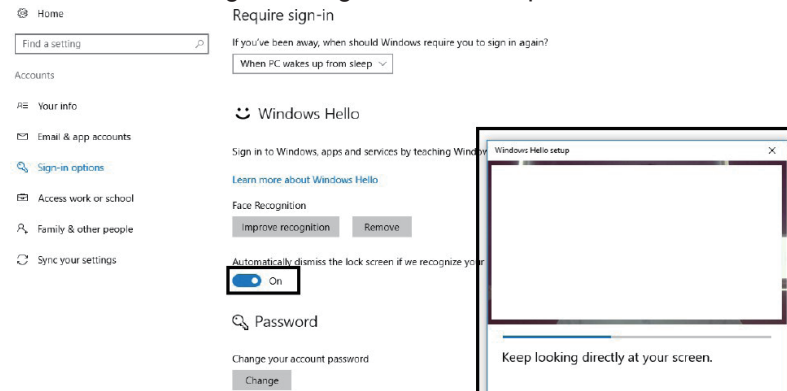 Home
Find a setting
Accounts
Your info
Email & app accounts
Sign-in options
Access work or school
Family & other people
Sync your settings
Require sign-in
If you've been away, when should Windows require you to sign in again?
When PC wakes up from sleep
Windows Hello
Sign in to Windows, apps and services by teaching
Learn more about Windows Hello
Face Recognition
Improve recognition Remove
Automatically dismiss the lock screen if we recognize
On
Password
Change your account password
Change
Windows Hello setup
Keep looking directly at your screen.